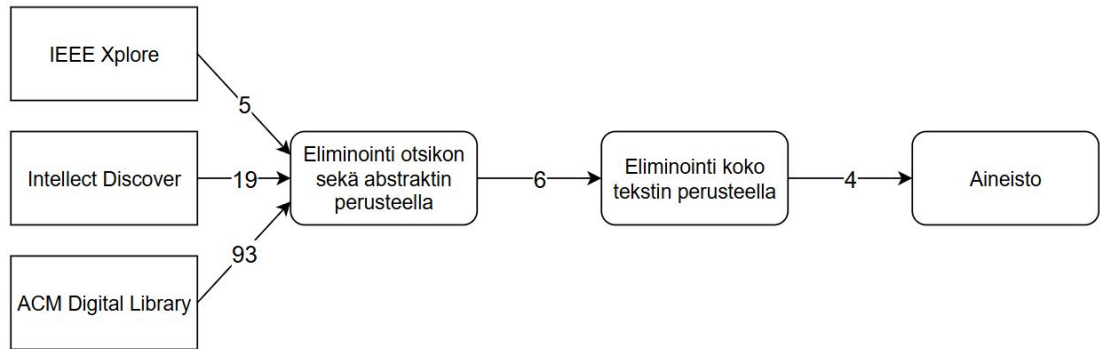 IEEE Xplore
5
Intellect Discover
19
ACM Digital Library
93
Eliminointi otsikon
sekä abstraktin
perusteella
6
Eliminointi koko
tekstin perusteella
4
Aineisto